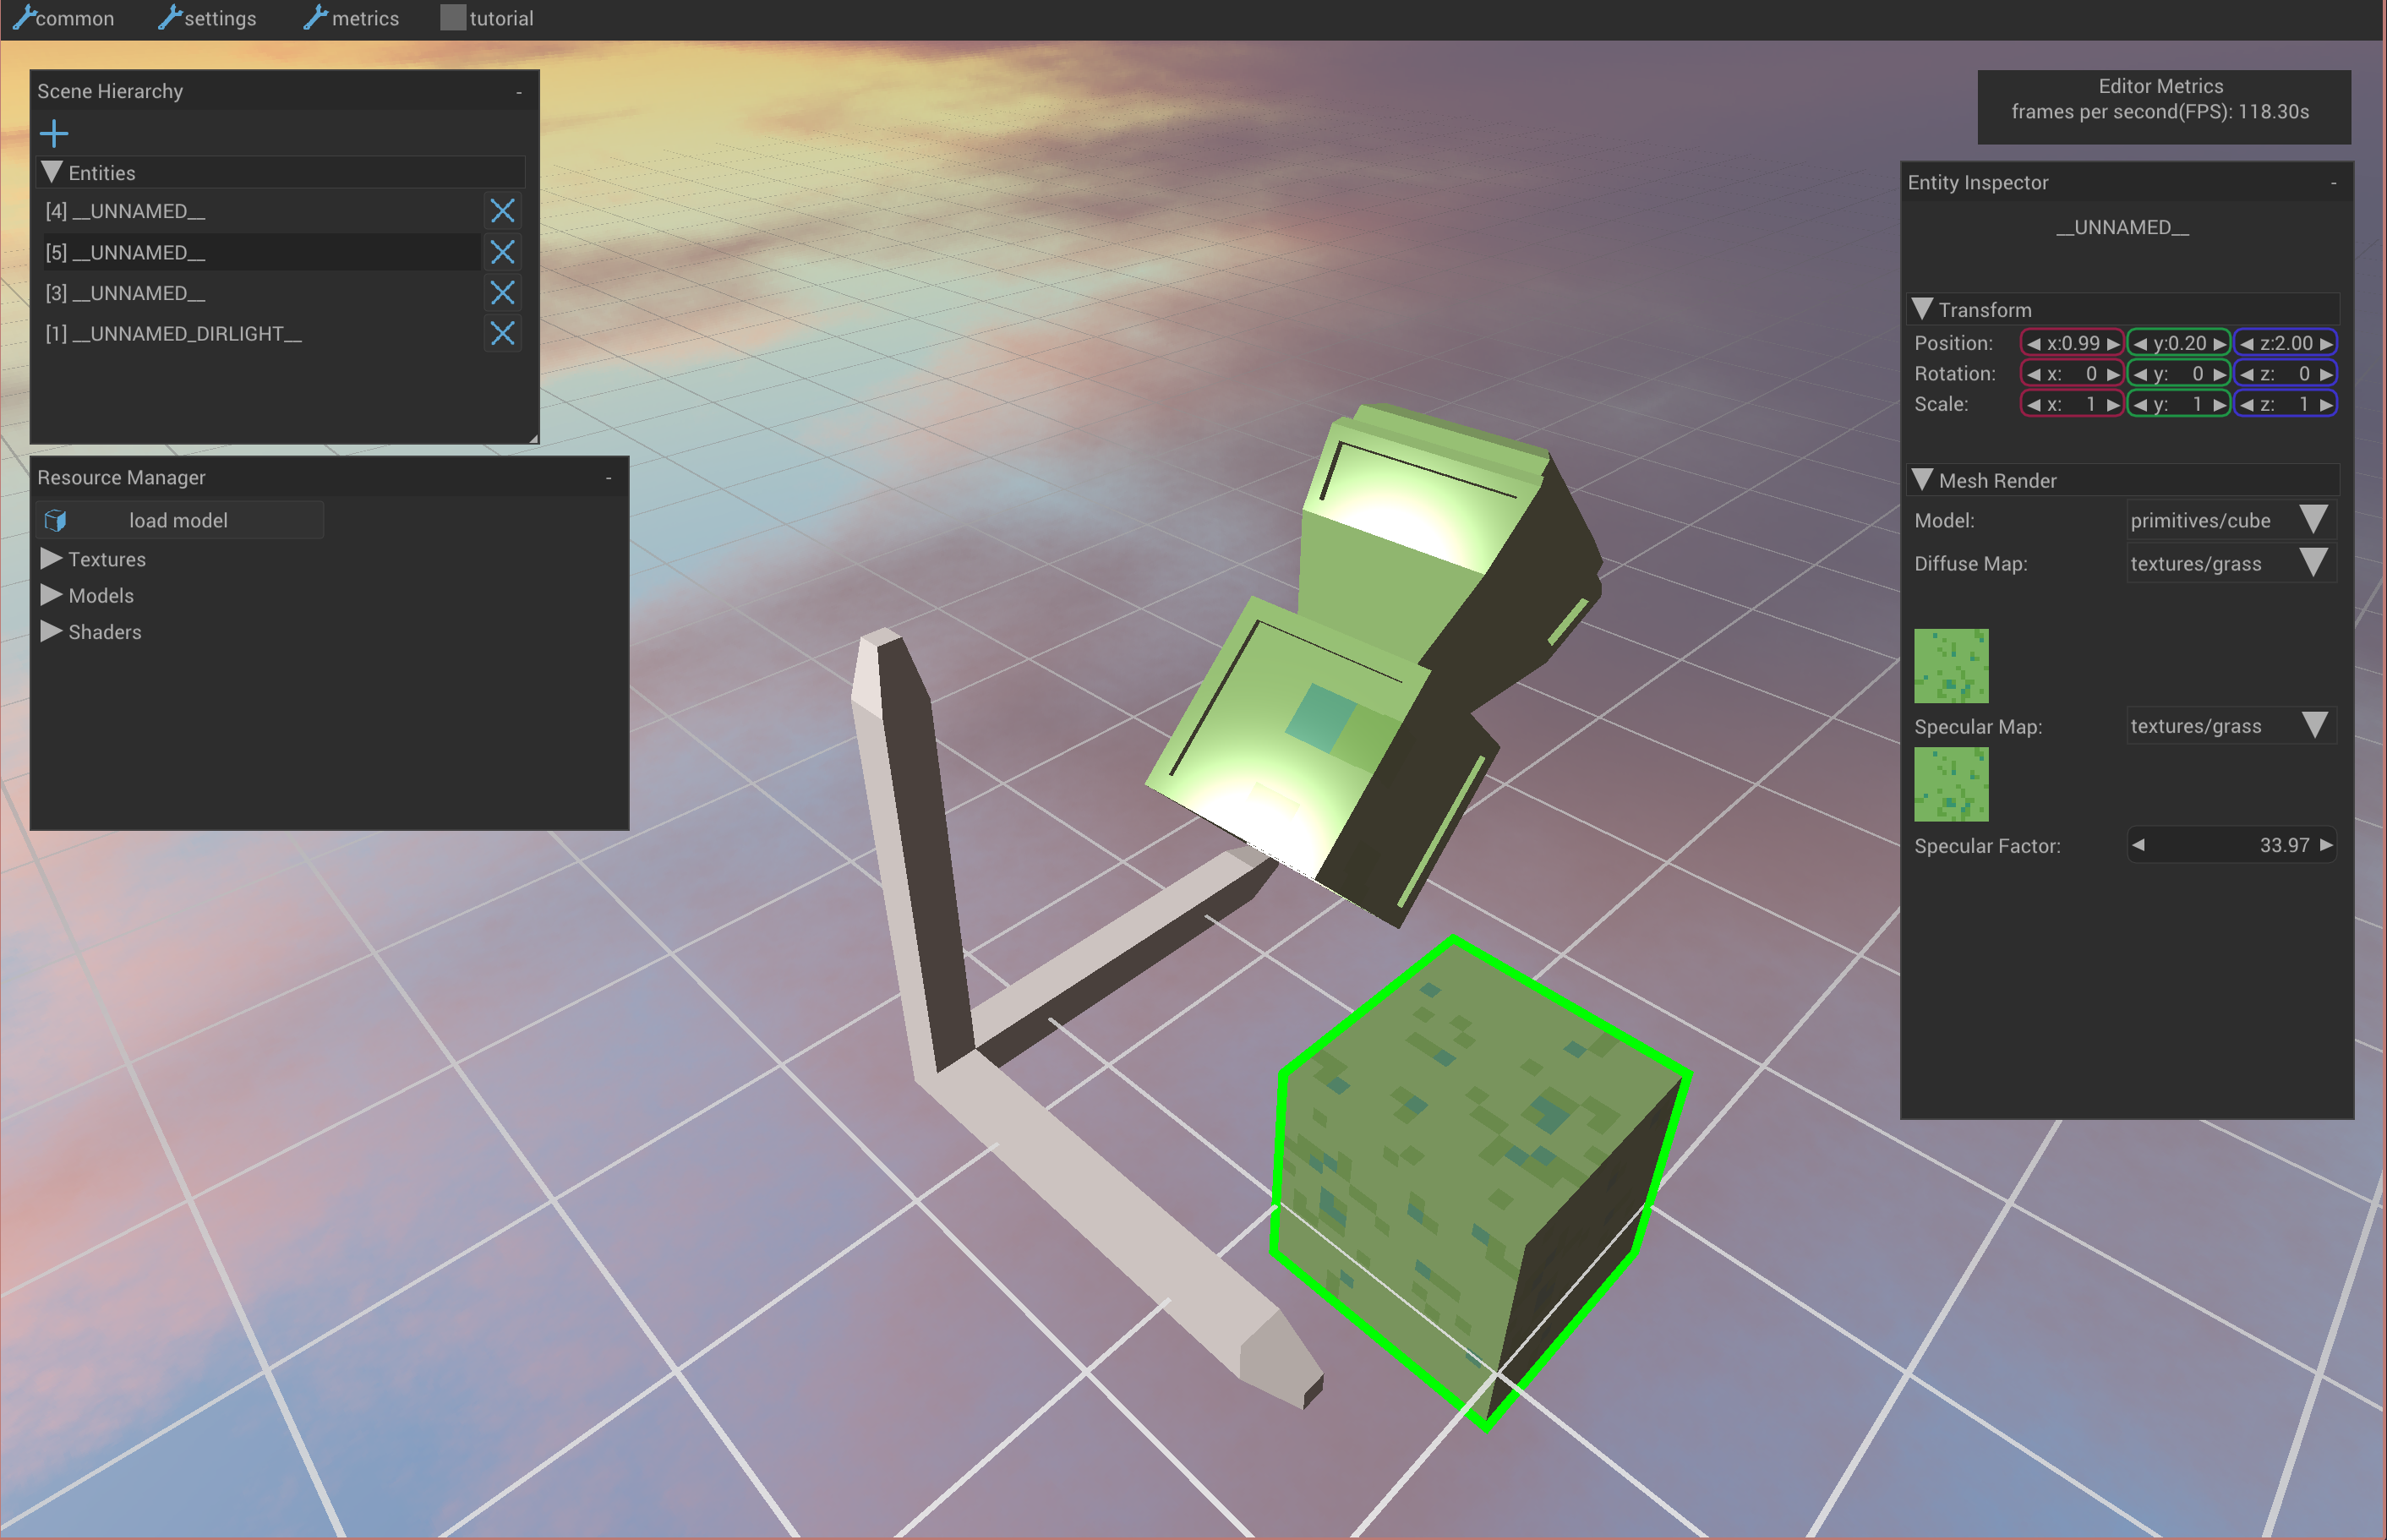 common settings metrics tutorial
Scene Hierarchy -
Entities
[4] __UNNAMED__
[5] __UNNAMED__
[3] __UNNAMED__
[1] __UNNAMED_DIRLIGHT__
Resource Manager -
load model
Textures
Models
Shaders
Editor Metrics
frames per second(FPS): 118.30s
Entity Inspector -
__UNNAMED__
Transform
Position: x:0.99 y:0.20 z:2.00
Rotation: x: 0 y: 0 z: 0
Scale: x: 1 y: 1 z: 1
Mesh Render
Model: primitives/cube
Diffuse Map: textures/grass
Specular Map: textures/grass
Specular Factor: 33.97